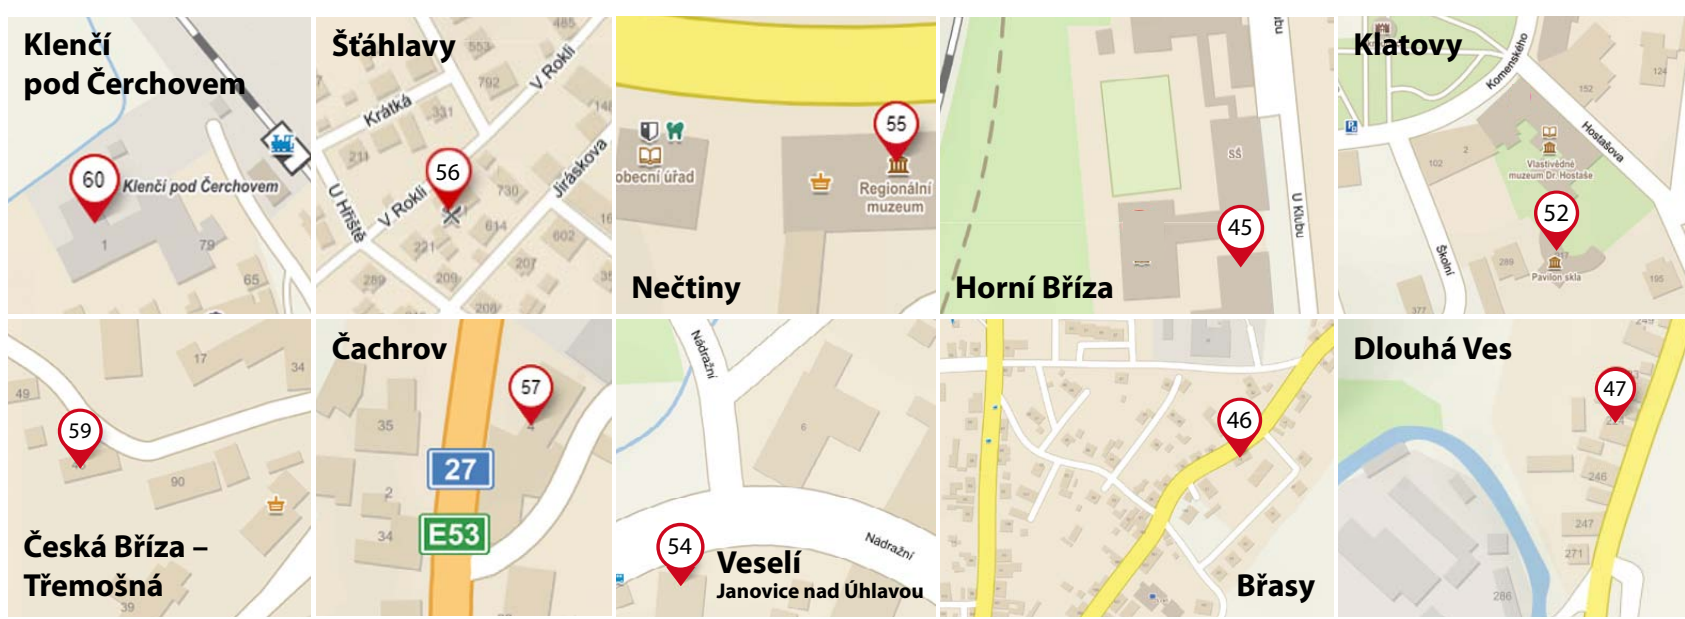 Klenčí
pod Čerchovem
60
Klenčí pod Čerchovem
1
79
65
Šťáhlavy
485
553
792
V Rokli
Krátká
331
148
211
56
730
Jiráskova
U Hřiště
V Rokli
614
221
602
207
289
209
208
55
obecní úřad
Regionální
muzeum
Nečtiny
SŠ
U Klubu
45
Horní Bříza
Klatovy
Komenského
124
152
Hostašova
102
2
Vlastivědné
muzeum Dr. Hostaše
52
Školní
289
Pavilon skla
195
377
17
34
49
59
90
Česká Bříza –
Třemošná
39
Čachrov
57
4
35
27
2
34
E53
Nádražní
6
54
Nádražní
Veselí
Janovice nad Úhlavou
46
Břasy
Dlouhá Ves
249
47
246
247
271
286